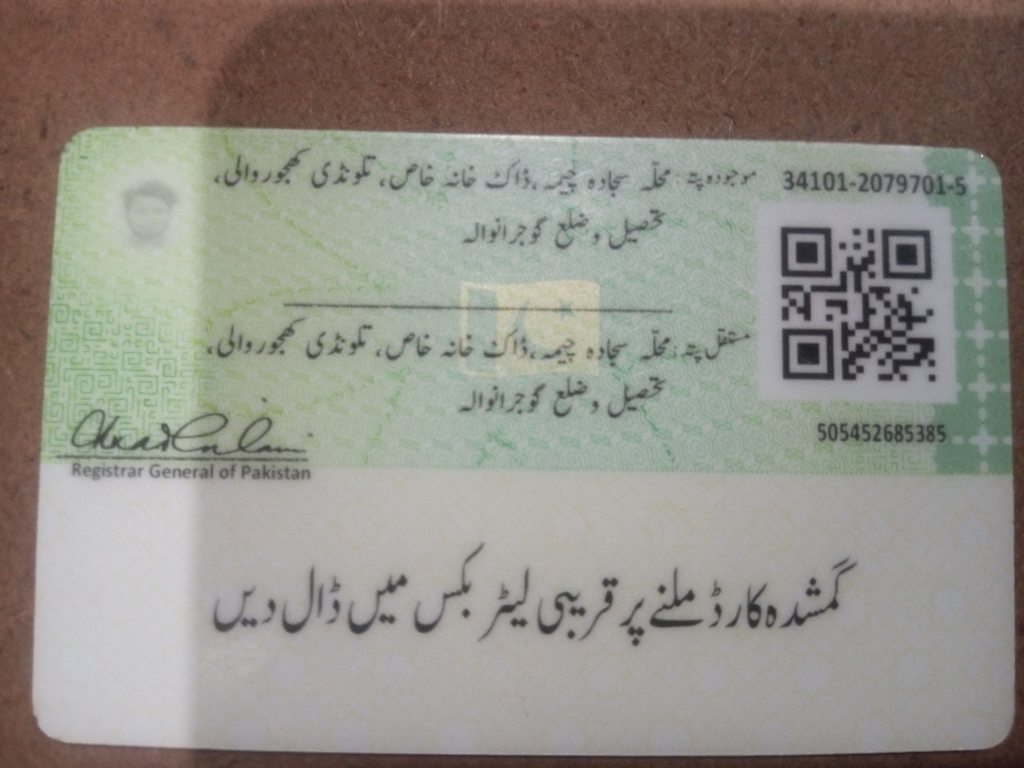 34101-2079701-5
موجودہ پتہ: محلّہ سجادہ چیمہ، ڈاک خانہ خاص، تلونڈی کھجوروالی،
تحصیل و ضلع گوجرانوالہ
مستقل پتہ: محلّہ سجادہ چیمہ، ڈاک خانہ خاص، تلونڈی کھجوروالی،
تحصیل و ضلع گوجرانوالہ
505452685385
Registrar General of Pakistan
گمشدہ کارڈ ملنے پر قریبی لیٹر بکس میں ڈال دیں